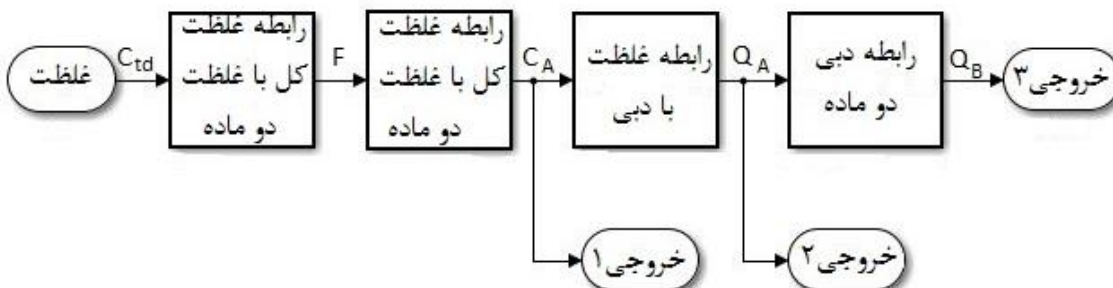 غلظت
C_td
رابطه غلظت
کل با غلظت
دو ماده
F
رابطه غلظت
کل با غلظت
دو ماده
C_A
رابطه غلظت
با دبی
Q_A
رابطه دبی
دو ماده
Q_B
خروجی۳
خروجی۱
خروجی۲